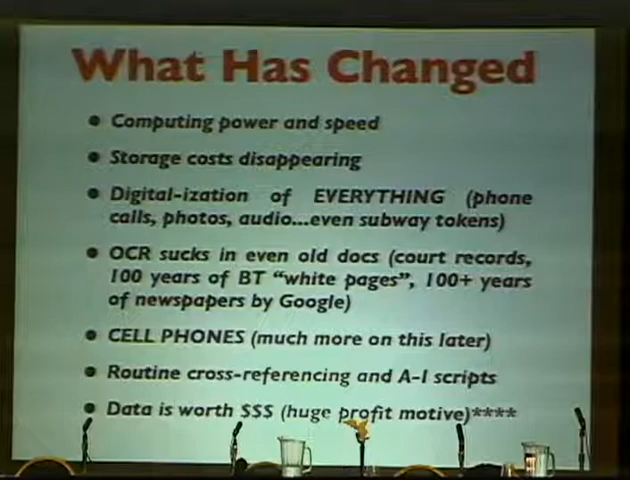 What Has Changed
• Computing power and speed
• Storage costs disappearing
• Digital-ization of EVERYTHING (phone
calls, photos, audio...even subway tokens)
• OCR sucks in even old docs (court records,
100 years of BT “white pages”, 100+ years
of newspapers by Google)
• CELL PHONES (much more on this later)
• Routine cross-referencing and A-I scripts
• Data is worth $$$ (huge profit motive)****